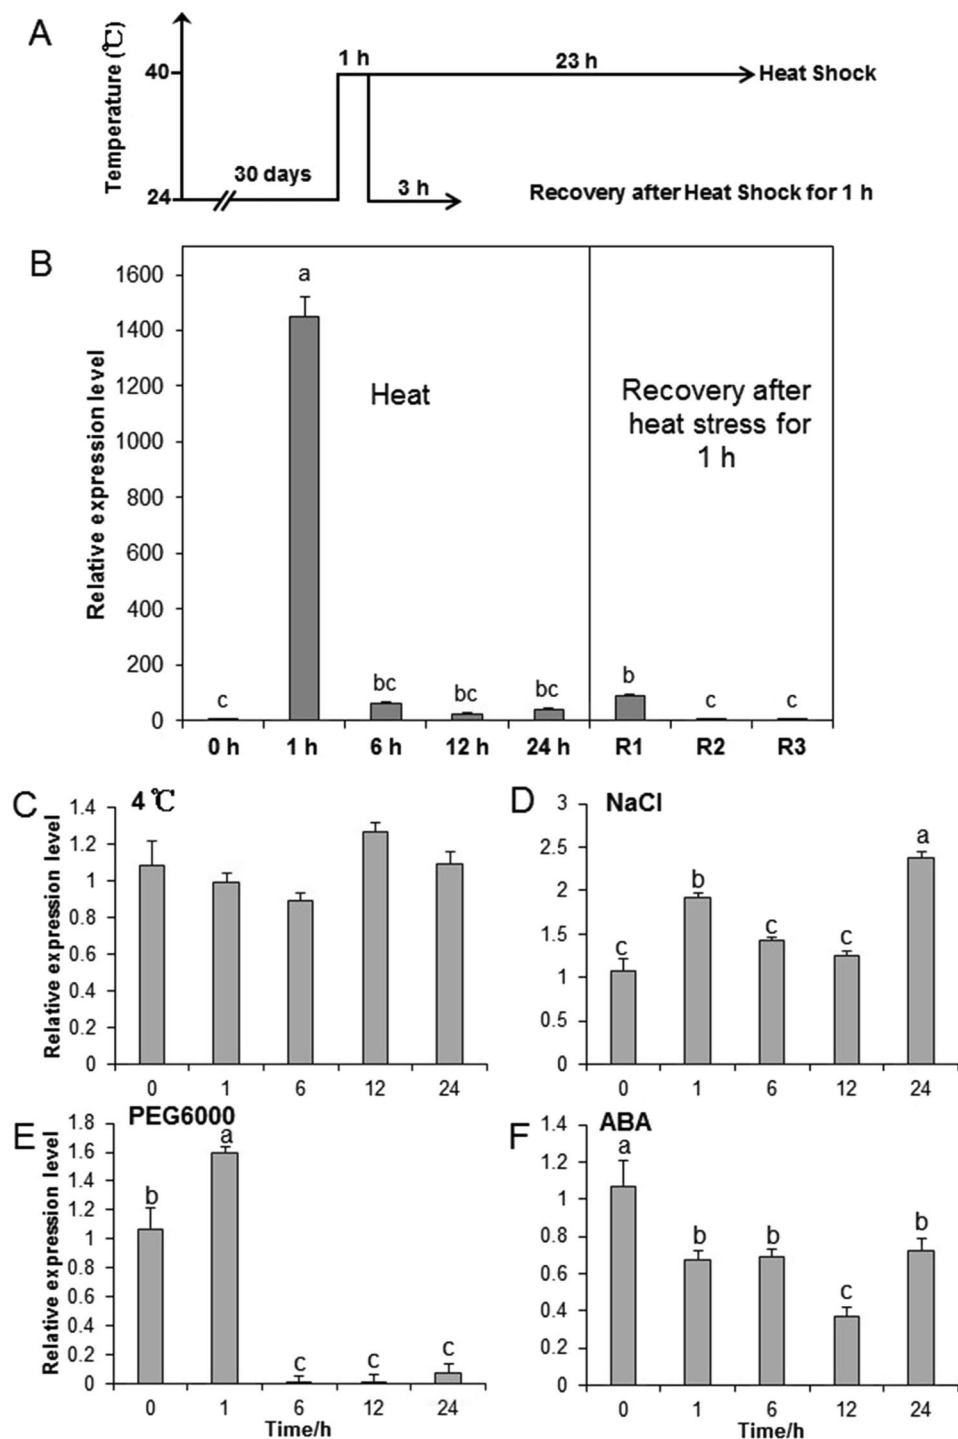 A
Temperature (℃)
40
24
30 days
1 h
23 h
Heat Shock
3 h
Recovery after Heat Shock for 1 h
B
Relative expression level
1600
1400
1200
1000
800
600
400
200
0
Heat
Recovery after
heat stress for
1 h
c
a
bc
bc
bc
b
c
c
0 h
1 h
6 h
12 h
24 h
R1
R2
R3
C
4 ℃
Relative expression level
1.4
1.2
1
0.8
0.6
0.4
0.2
0
0
1
6
12
24
D
NaCl
3
2.5
2
1.5
1
0.5
0
c
b
c
c
a
0
1
6
12
24
E
PEG6000
Relative expression level
1.8
1.6
1.4
1.2
1
0.8
0.6
0.4
0.2
0
b
a
c
c
c
0
1
6
12
24
Time/h
F
ABA
1.4
1.2
1
0.8
0.6
0.4
0.2
0
a
b
b
c
b
0
1
6
12
24
Time/h